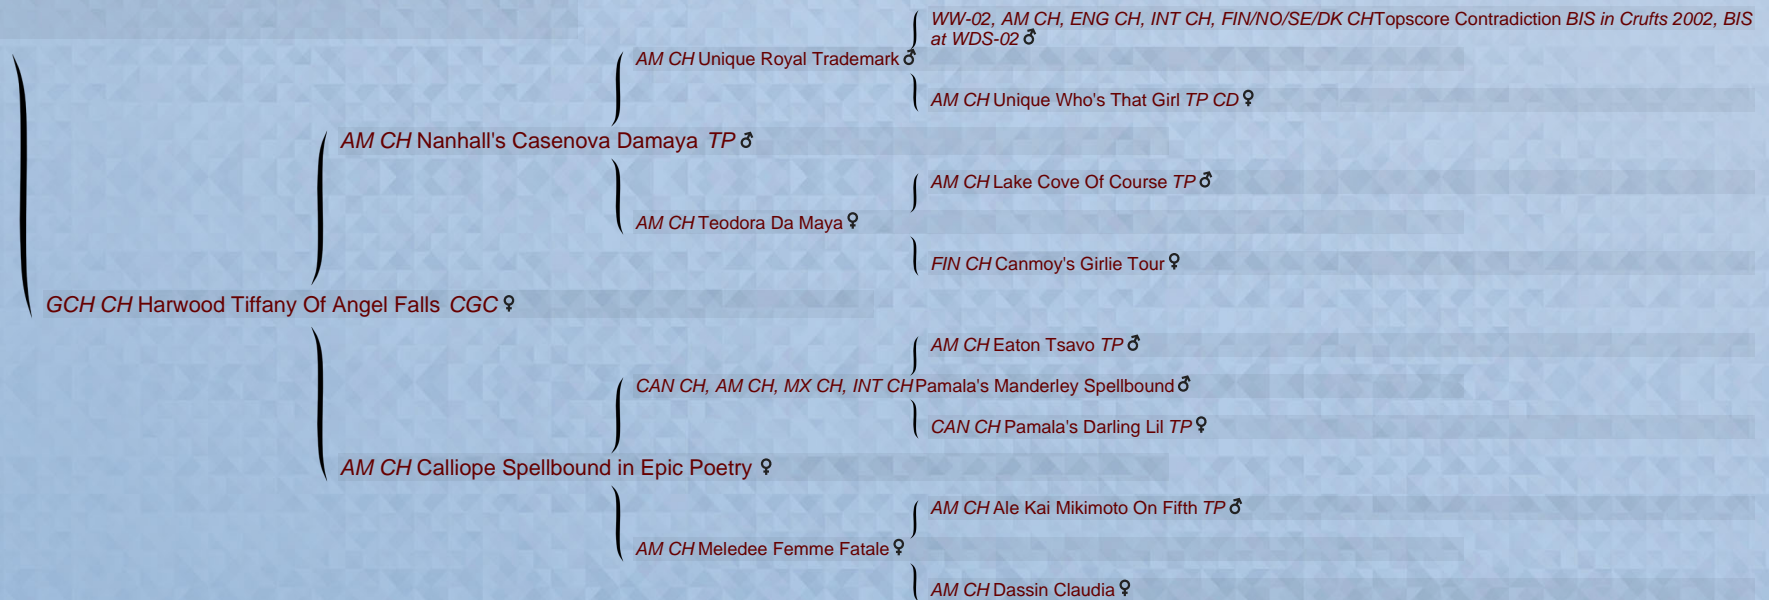 WW-02, AM CH, ENG CH, INT CH, FIN/NO/SE/DK CHTopscore Contradiction BIS in Crufts 2002, BIS
at WDS-02 ♂
AM CH Unique Royal Trademark ♂
AM CH Unique Who's That Girl TP CD ♀
AM CH Nanhall's Casenova Damaya TP ♂
AM CH Lake Cove Of Course TP ♂
AM CH Teodora Da Maya ♀
FIN CH Canmoy's Girlie Tour ♀
GCH CH Harwood Tiffany Of Angel Falls CGC ♀
AM CH Eaton Tsavo TP ♂
CAN CH, AM CH, MX CH, INT CHPamala's Manderley Spellbound ♂
CAN CH Pamala's Darling Lil TP ♀
AM CH Calliope Spellbound in Epic Poetry ♀
AM CH Ale Kai Mikimoto On Fifth TP ♂
AM CH Meledee Femme Fatale ♀
AM CH Dassin Claudia ♀